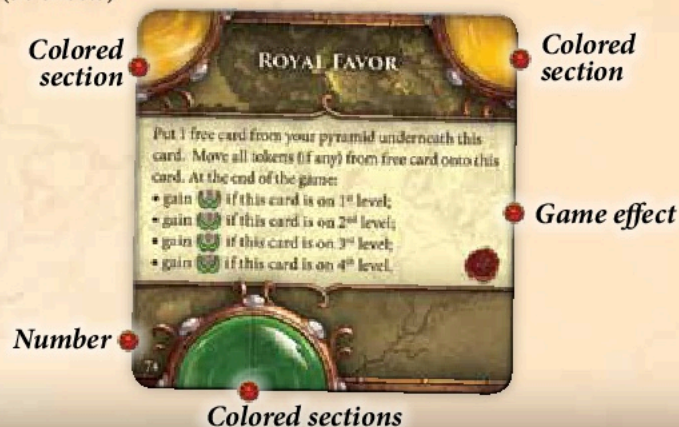 Colored
section
Colored
section
ROYAL FAVOR
Put 1 free card from your pyramid underneath this
card. Move all tokens (if any) from free card onto this
card. At the end of the game:
• gain if this card is on 1st level;
• gain if this card is on 2nd level;
• gain if this card is on 3rd level;
• gain if this card is on 4th level.
Game effect
Number
Colored sections